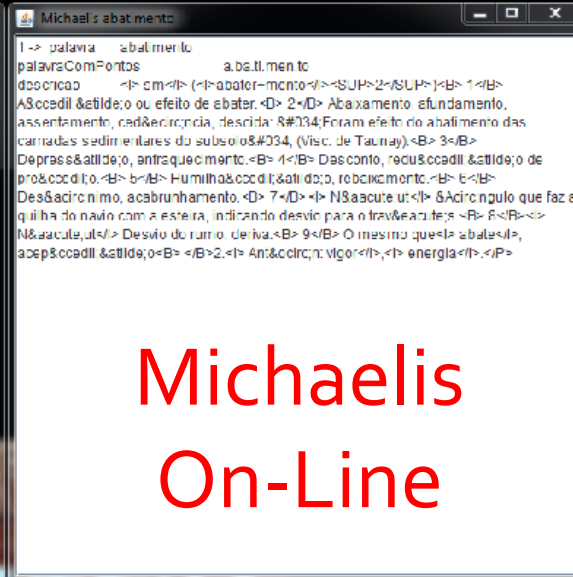 Michaelis abatimento
1 -> palavra abatimento
palavraComPontos a.ba.ti.men.to
descricao <I> sm</I> (<I>abater+mento</I><SUP>2</SUP>)<B> 1</B>
A&ccedil;&atilde;o ou efeito de abater.<B> 2</B> Abaixamento, afundamento,
assentamento, ced&ecirc;ncia, descida: &#034;Foram efeito do abatimento das
camadas sedimentares do subsolo&#034; (Visc. de Taunay).<B> 3</B>
Depress&atilde;o, enfraquecimento.<B> 4</B> Desconto, redu&ccedil;&atilde;o de
pre&ccedil;o.<B> 5</B> Humilha&ccedil;&atilde;o, rebaixamento.<B> 6</B>
Des&acirc;nimo, acabrunhamento.<B> 7</B><I> N&aacute;ut</I> &Acirc;ngulo que faz a
quilha do navio com a esteira, indicando desvio para o trav&eacute;s.<B> 8</B><I>
N&aacute;ut</I> Desvio do rumo, deriva.<B> 9</B> O mesmo que<I> abate</I>,
acep&ccedil;&atilde;o<B> </B>2.<I> Ant&ocirc;n: vigor</I>,<I> energia</I>.</P>
Michaelis
On-Line